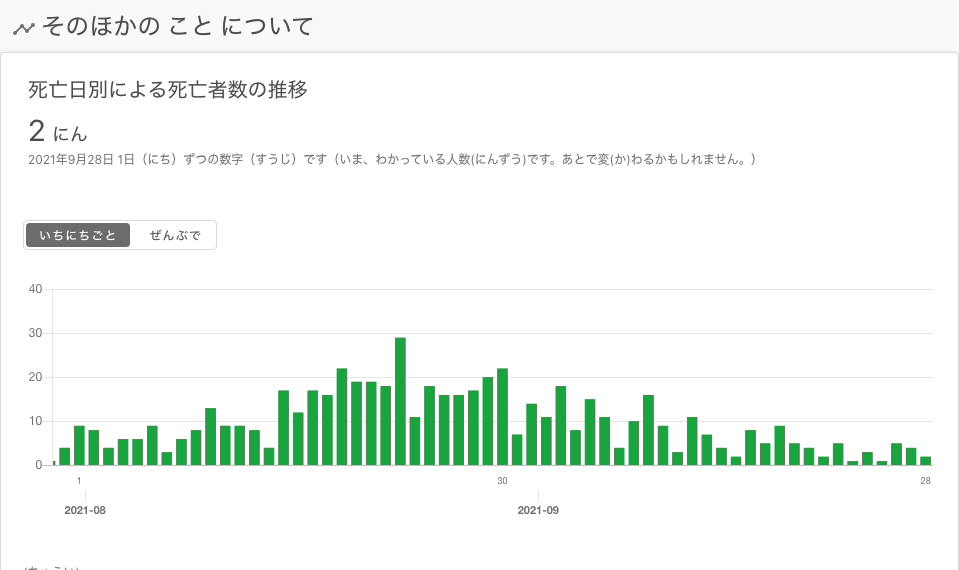 そのほかの こと について
死亡日別による死亡者数の推移
2 にん
2021年9月28日 1日（にち）ずつの数字（すうじ）です（いま、わかっている人数(にんずう)です。あとで変(か)わるかもしれません。）
いちにちごと ぜんぶで
40
30
20
10
0
1 30 28
2021-08 2021-09